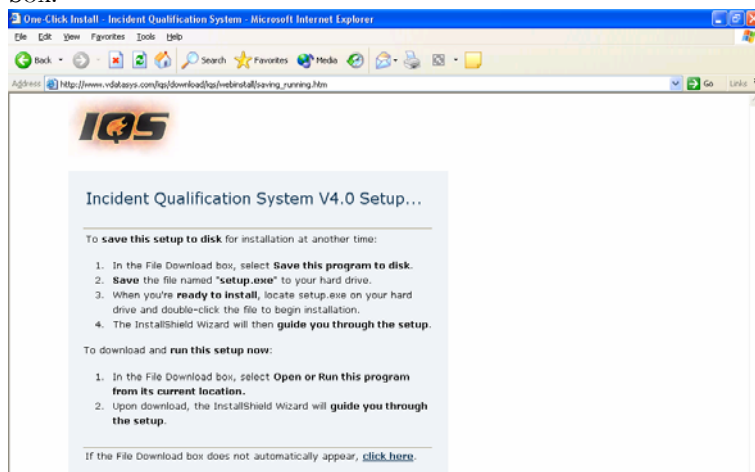 One-Click Install - Incident Qualification System - Microsoft Internet Explorer
File Edit View Favorites Tools Help
Back Search Favorites Media
Address http://www.vdatasys.com/iqs/download/iqs/webinstall/saving_running.htm Go Links
IQS
Incident Qualification System V4.0 Setup...
To save this setup to disk for installation at another time:
1. In the File Download box, select Save this program to disk.
2. Save the file named "setup.exe" to your hard drive.
3. When you're ready to install, locate setup.exe on your hard
drive and double-click the file to begin installation.
4. The InstallShield Wizard will then guide you through the setup.
To download and run this setup now:
1. In the File Download box, select Open or Run this program
from its current location.
2. Upon download, the InstallShield Wizard will guide you through
the setup.
If the File Download box does not automatically appear, click here.